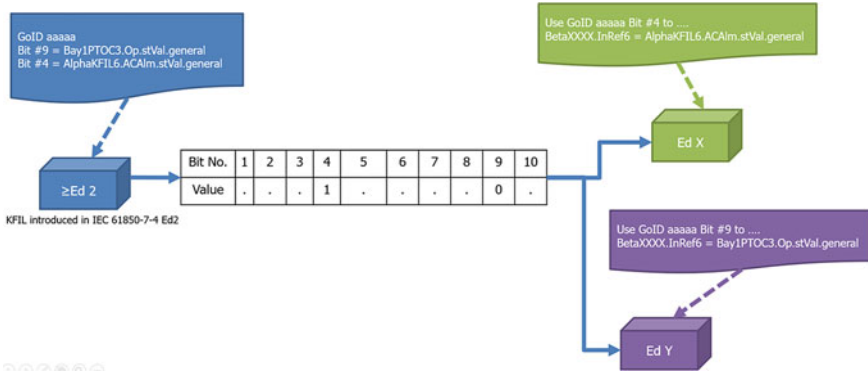 GoID aaaaa
Bit #9 = Bay1PTOC3.Op.stVal.general
Bit #4 = AlphaKFIL6.ACAlm.stVal.general
Use GoID aaaaa Bit #4 to ....
BetaXXXX.InRef6 = AlphaKFIL6.ACAlm.stVal.general
Ed X
≥Ed 2
Bit No. 1 2 3 4 5 6 7 8 9 10
Value . . . 1 . . . . 0 .
KFIL introduced in IEC 61850-7-4 Ed2
Use GoID aaaaa Bit #9 to ....
BetaXXXX.InRef6 = Bay1PTOC3.Op.stVal.general
Ed Y